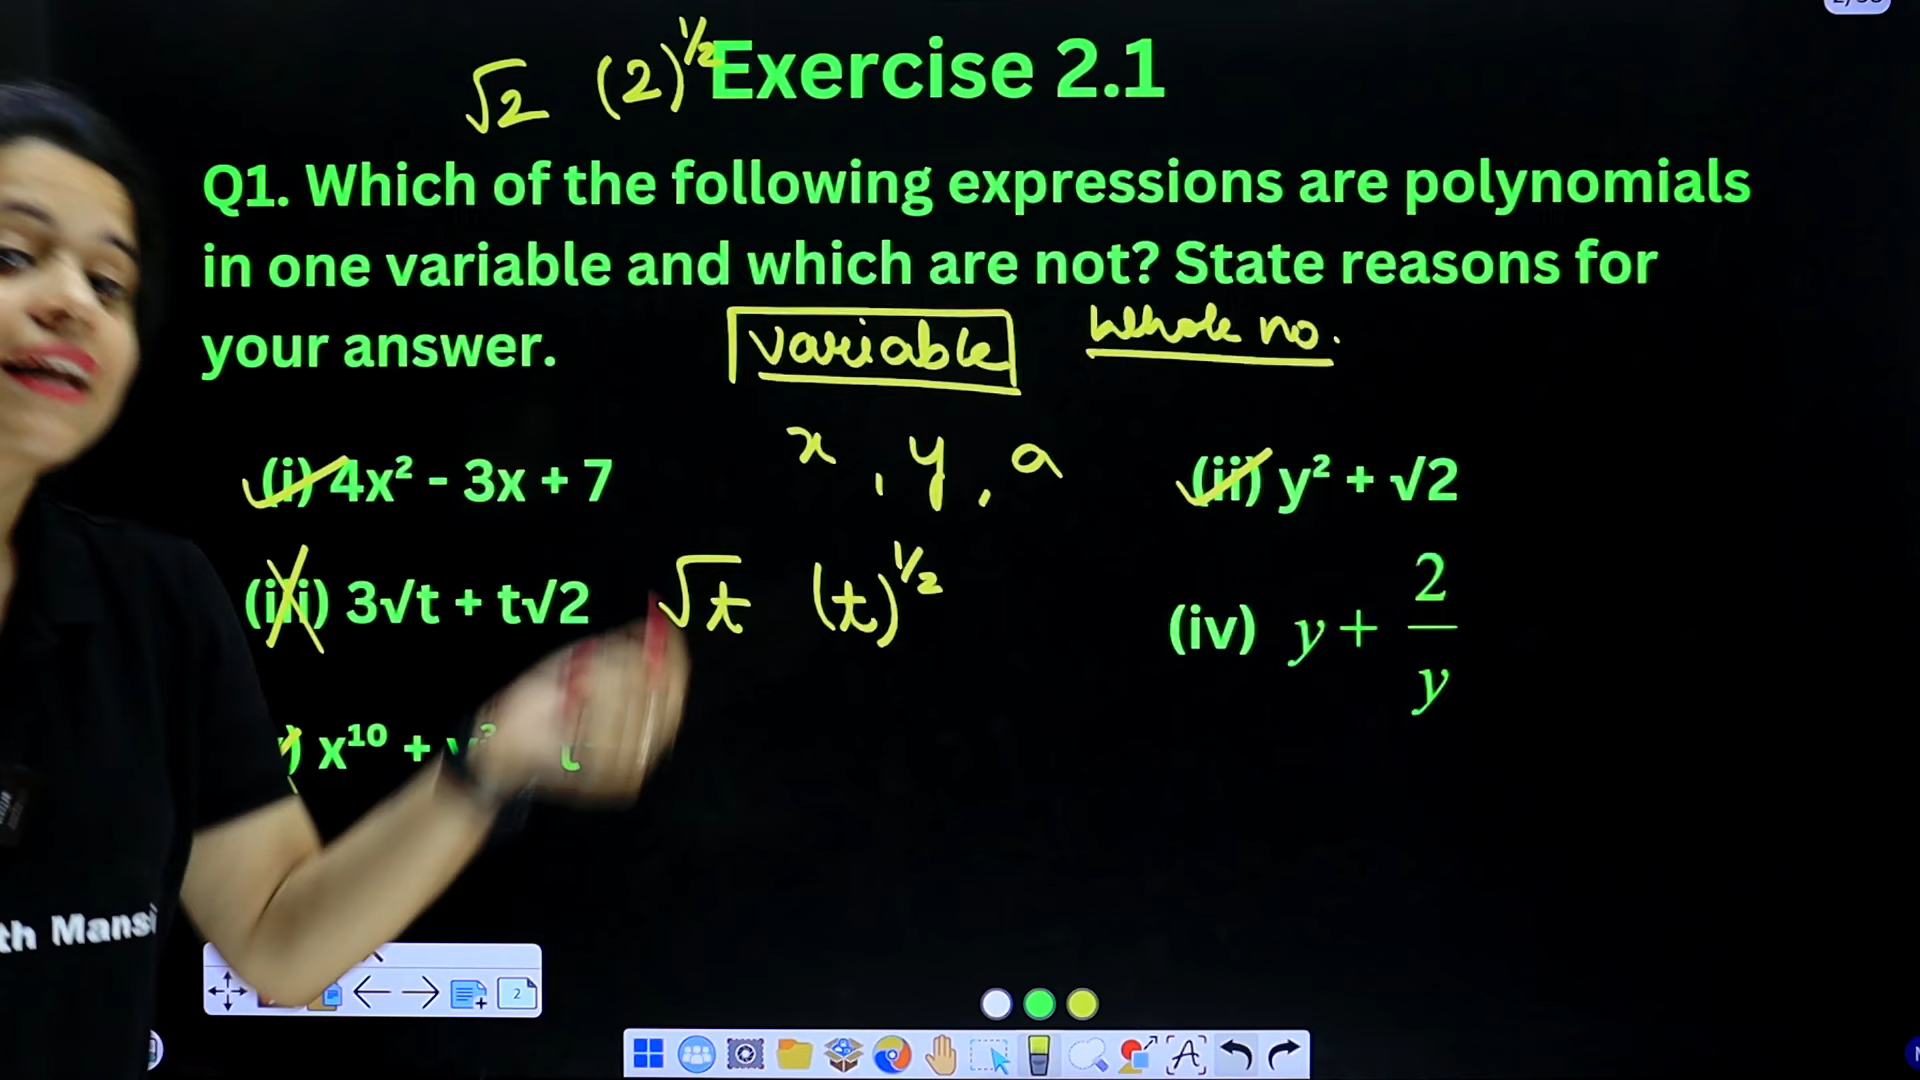 √2 (2)^1/2 Exercise 2.1
Q1. Which of the following expressions are polynomials
in one variable and which are not? State reasons for
your answer.
variable Whole no.
x , y , a
(i) 4x² - 3x + 7
(ii) y² + √2
(iii) 3√t + t√2
√t (t)^1/2
(iv) y + 2/y
x¹⁰ +
2